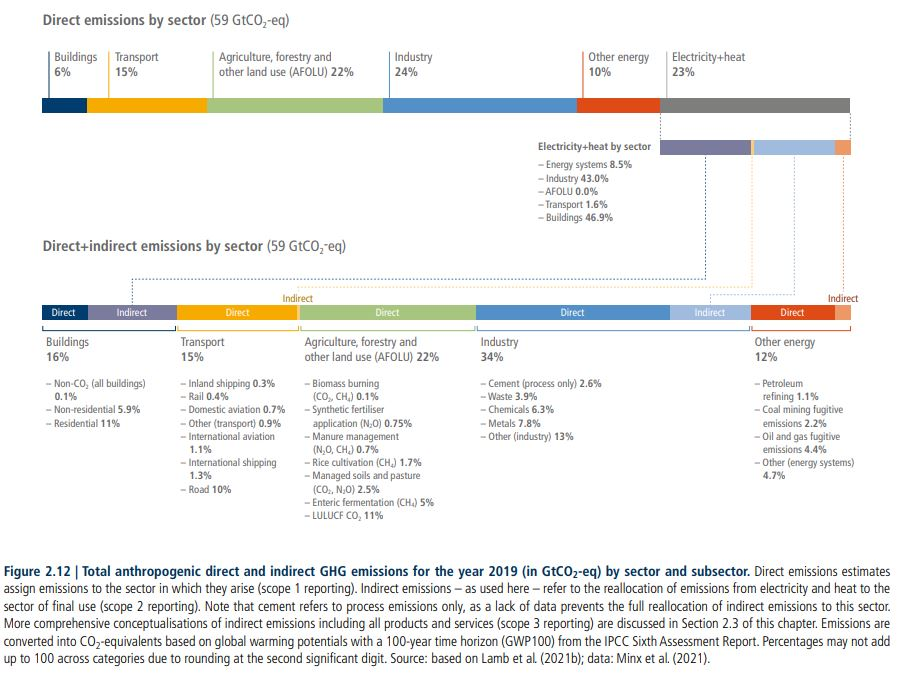 Direct emissions by sector (59 GtCO₂-eq)
Buildings
6%
Transport
15%
Agriculture, forestry and
other land use (AFOLU) 22%
Industry
24%
Other energy
10%
Electricity+heat
23%
Electricity+heat by sector
– Energy systems 8.5%
– Industry 43.0%
– AFOLU 0.0%
– Transport 1.6%
– Buildings 46.9%
Direct+indirect emissions by sector (59 GtCO₂-eq)
Indirect
Indirect
Direct
Indirect
Direct
Direct
Direct
Indirect
Direct
Buildings
16%
– Non-CO₂ (all buildings)
0.1%
– Non-residential 5.9%
– Residential 11%
Transport
15%
– Inland shipping 0.3%
– Rail 0.4%
– Domestic aviation 0.7%
– Other (transport) 0.9%
– International aviation
1.1%
– International shipping
1.3%
– Road 10%
Agriculture, forestry and
other land use (AFOLU) 22%
– Biomass burning
(CO₂, CH₄) 0.1%
– Synthetic fertiliser
application (N₂O) 0.75%
– Manure management
(N₂O, CH₄) 0.7%
– Rice cultivation (CH₄) 1.7%
– Managed soils and pasture
(CO₂, N₂O) 2.5%
– Enteric fermentation (CH₄) 5%
– LULUCF CO₂ 11%
Industry
34%
– Cement (process only) 2.6%
– Waste 3.9%
– Chemicals 6.3%
– Metals 7.8%
– Other (industry) 13%
Other energy
12%
– Petroleum
refining 1.1%
– Coal mining fugitive
emissions 2.2%
– Oil and gas fugitive
emissions 4.4%
– Other (energy systems)
4.7%
Figure 2.12 | Total anthropogenic direct and indirect GHG emissions for the year 2019 (in GtCO₂-eq) by sector and subsector. Direct emissions estimates
assign emissions to the sector in which they arise (scope 1 reporting). Indirect emissions – as used here – refer to the reallocation of emissions from electricity and heat to the
sector of final use (scope 2 reporting). Note that cement refers to process emissions only, as a lack of data prevents the full reallocation of indirect emissions to this sector.
More comprehensive conceptualisations of indirect emissions including all products and services (scope 3 reporting) are discussed in Section 2.3 of this chapter. Emissions are
converted into CO₂-equivalents based on global warming potentials with a 100-year time horizon (GWP100) from the IPCC Sixth Assessment Report. Percentages may not add
up to 100 across categories due to rounding at the second significant digit. Source: based on Lamb et al. (2021b); data: Minx et al. (2021).